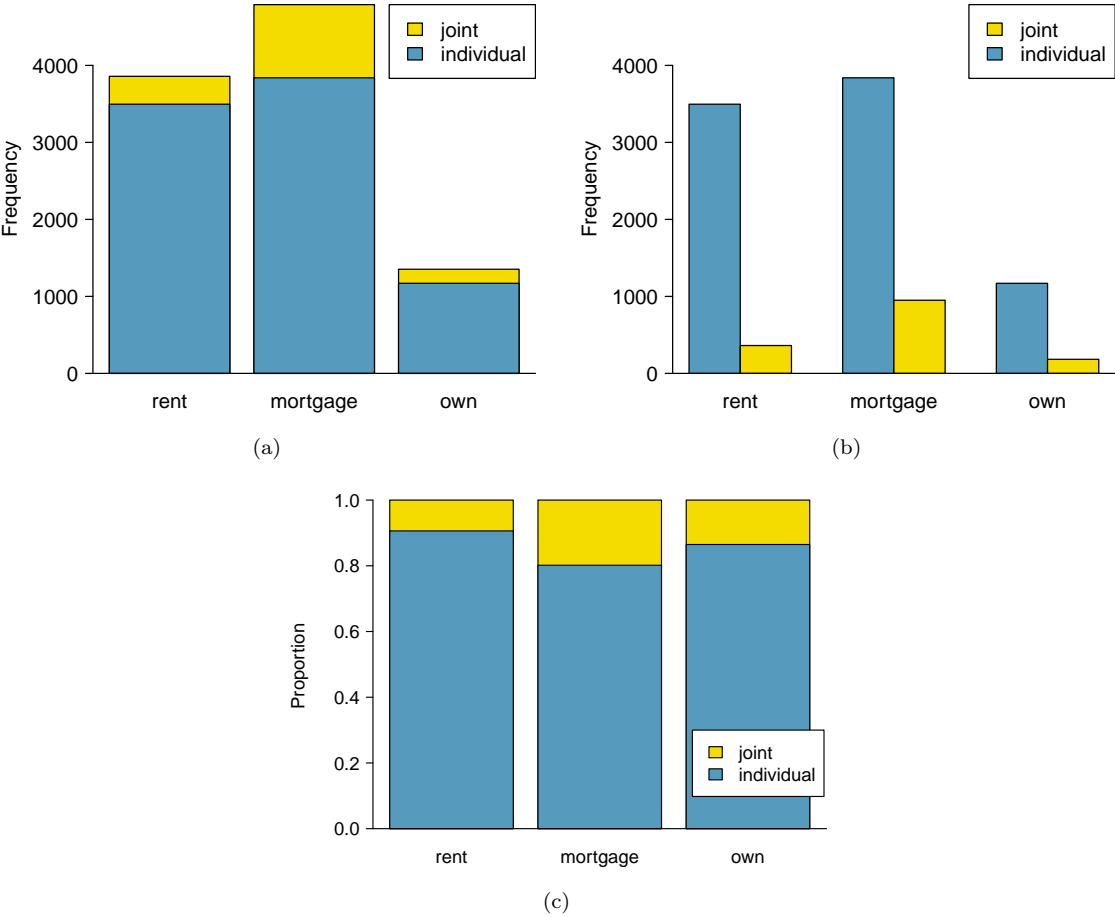 joint
individual
Frequency
4000
3000
2000
1000
0
rent mortgage own
(a)
joint
individual
Frequency
4000
3000
2000
1000
0
rent mortgage own
(b)
Proportion
1.0
0.8
0.6
0.4
0.2
0.0
joint
individual
rent mortgage own
(c)